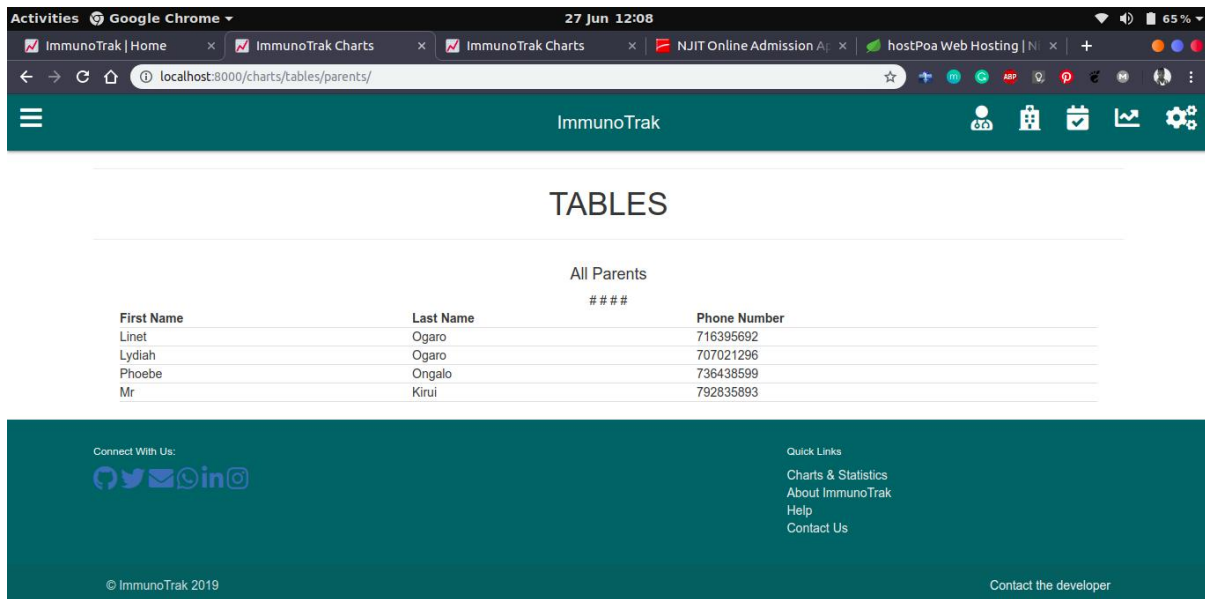 Activities Google Chrome 27 Jun 12:08 65 %
ImmunoTrak | Home ImmunoTrak Charts ImmunoTrak Charts NJIT Online Admission Ap hostPoa Web Hosting | Ni
localhost:8000/charts/tables/parents/ ABP
ImmunoTrak
TABLES
All Parents
# # # #
First Name Last Name Phone Number
Linet Ogaro 716395692
Lydiah Ogaro 707021296
Phoebe Ongalo 736438599
Mr Kirui 792835893
Connect With Us: Quick Links
Charts & Statistics
About ImmunoTrak
Help
Contact Us
© ImmunoTrak 2019 Contact the developer